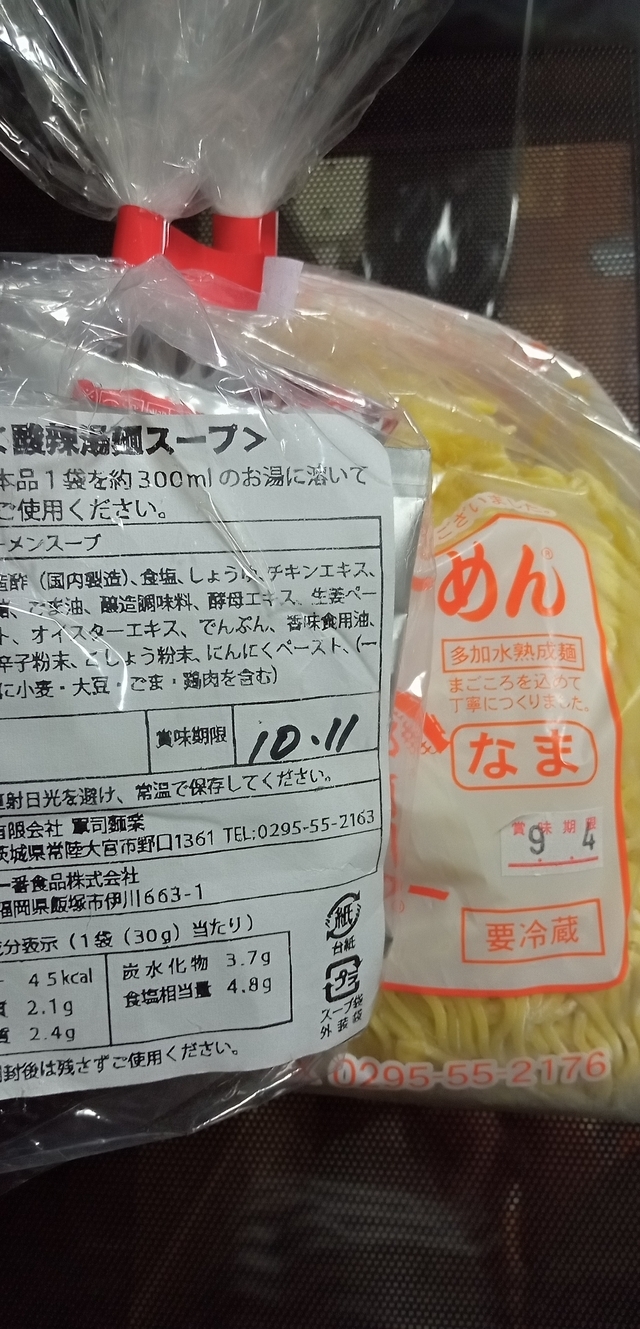 <酸辣湯麺スープ>
本品1袋を約300mlのお湯に溶いて
ご使用ください。
ーメンスープ
造酢(国内製造)、食塩、しょうゆ、チキンエキス、
ごま油、醸造調味料、酵母エキス、生姜ペー
ト、オイスターエキス、でんぷん、香味食用油、
辛子粉末、こしょう粉末、にんにくペースト、(一
に小麦・大豆・ごま・鶏肉を含む)
賞味期限 10.11
直射日光を避け、常温で保存してください。
有限会社 軍司麺業
茨城県常陸大宮市野口1361 TEL:0295-55-2163
一番食品株式会社
福岡県飯塚市伊川663-1
成分表示(1袋(30g)当たり)
45kcal
2.1g
質 2.4g
炭水化物 3.7g
食塩相当量 4.8g
紙
台紙
プラ
スープ袋
外装袋
開封後は残さずご使用ください。
ございました
めん®
多加水熟成麺
まごころを込めて
丁寧につくりました。
なま
賞味期限
9. 4
要冷蔵
0295-55-2176